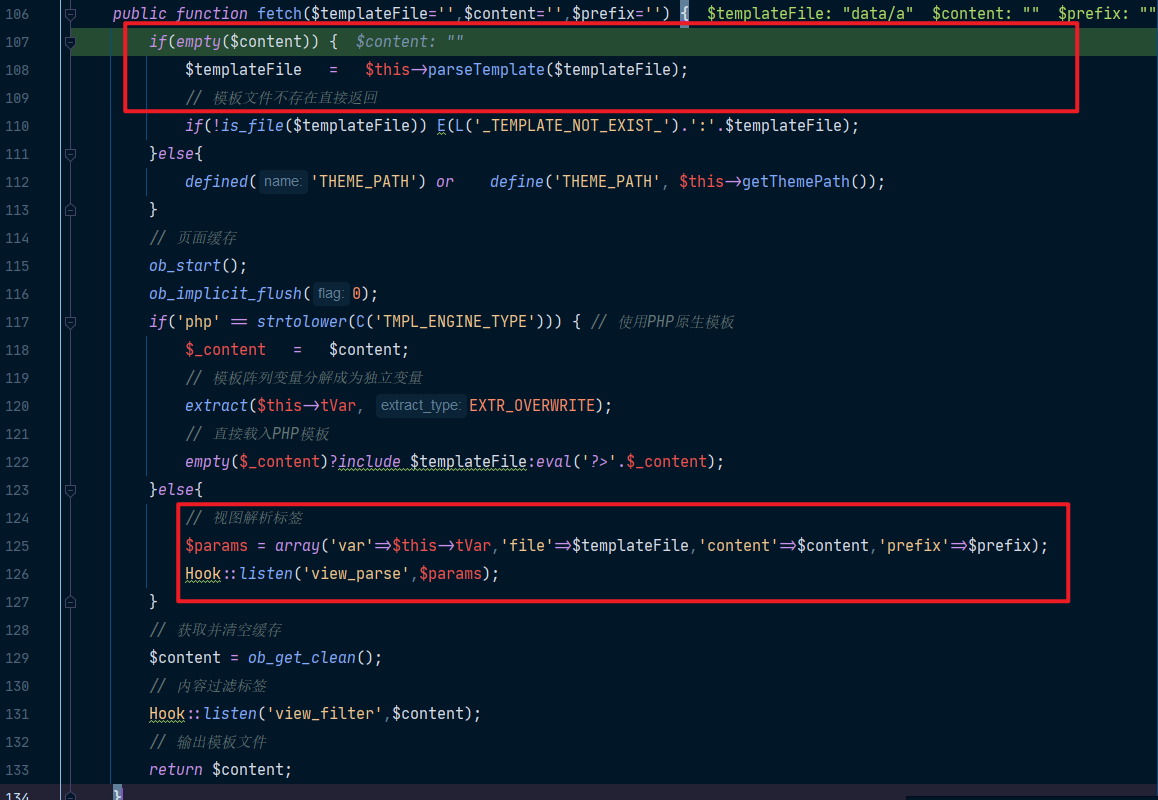 106 public function fetch($templateFile='',$content='',$prefix='') { $templateFile: "data/a" $content: "" $prefix: ""
107 if(empty($content)) { $content: ""
108 $templateFile = $this->parseTemplate($templateFile);
109 // 模板文件不存在直接返回
110 if(!is_file($templateFile)) E(L('_TEMPLATE_NOT_EXIST_').':'.$templateFile);
111 }else{
112 defined( name: 'THEME_PATH') or define('THEME_PATH', $this->getThemePath());
113 }
114 // 页面缓存
115 ob_start();
116 ob_implicit_flush( flag: 0);
117 if('php' == strtolower(C('TMPL_ENGINE_TYPE'))) { // 使用PHP原生模板
118 $_content = $content;
119 // 模板阵列变量分解成为独立变量
120 extract($this->tVar, extract_type: EXTR_OVERWRITE);
121 // 直接载入PHP模板
122 empty($_content)?include $templateFile:eval('?>'.$_content);
123 }else{
124 // 视图解析标签
125 $params = array('var'=>$this->tVar,'file'=>$templateFile,'content'=>$content,'prefix'=>$prefix);
126 Hook::listen('view_parse',$params);
127 }
128 // 获取并清空缓存
129 $content = ob_get_clean();
130 // 内容过滤标签
131 Hook::listen('view_filter',$content);
132 // 输出模板文件
133 return $content;
134 }